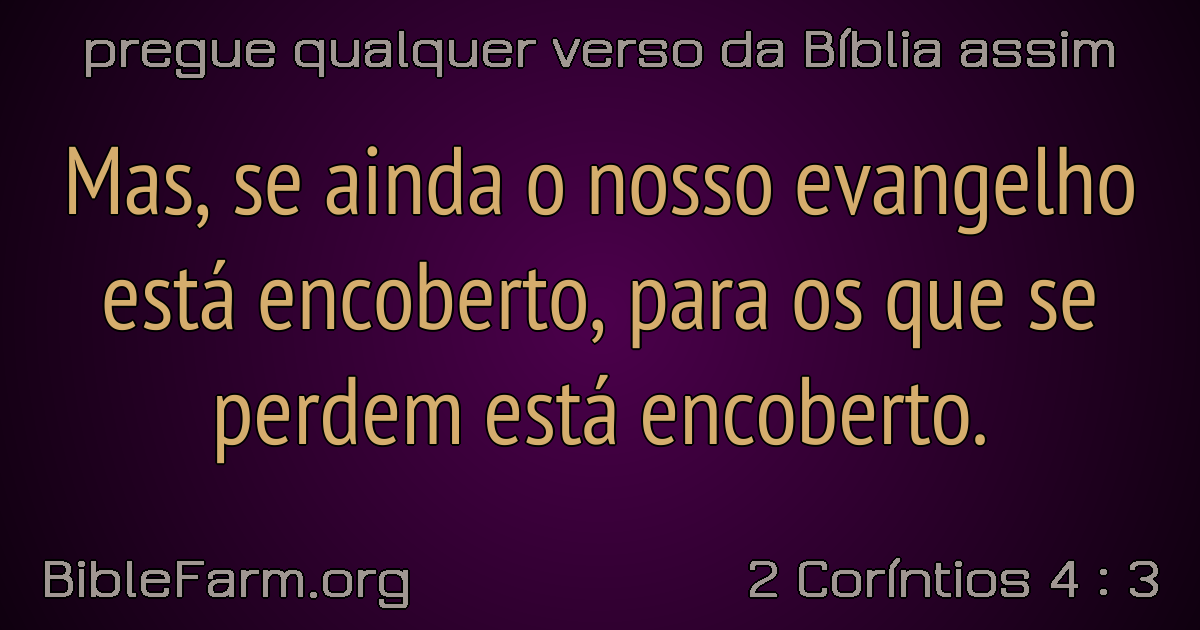 pregue qualquer verso da Bíblia assim
Mas, se ainda o nosso evangelho
está encoberto, para os que se
perdem está encoberto.
BibleFarm.org
2 Coríntios 4 : 3